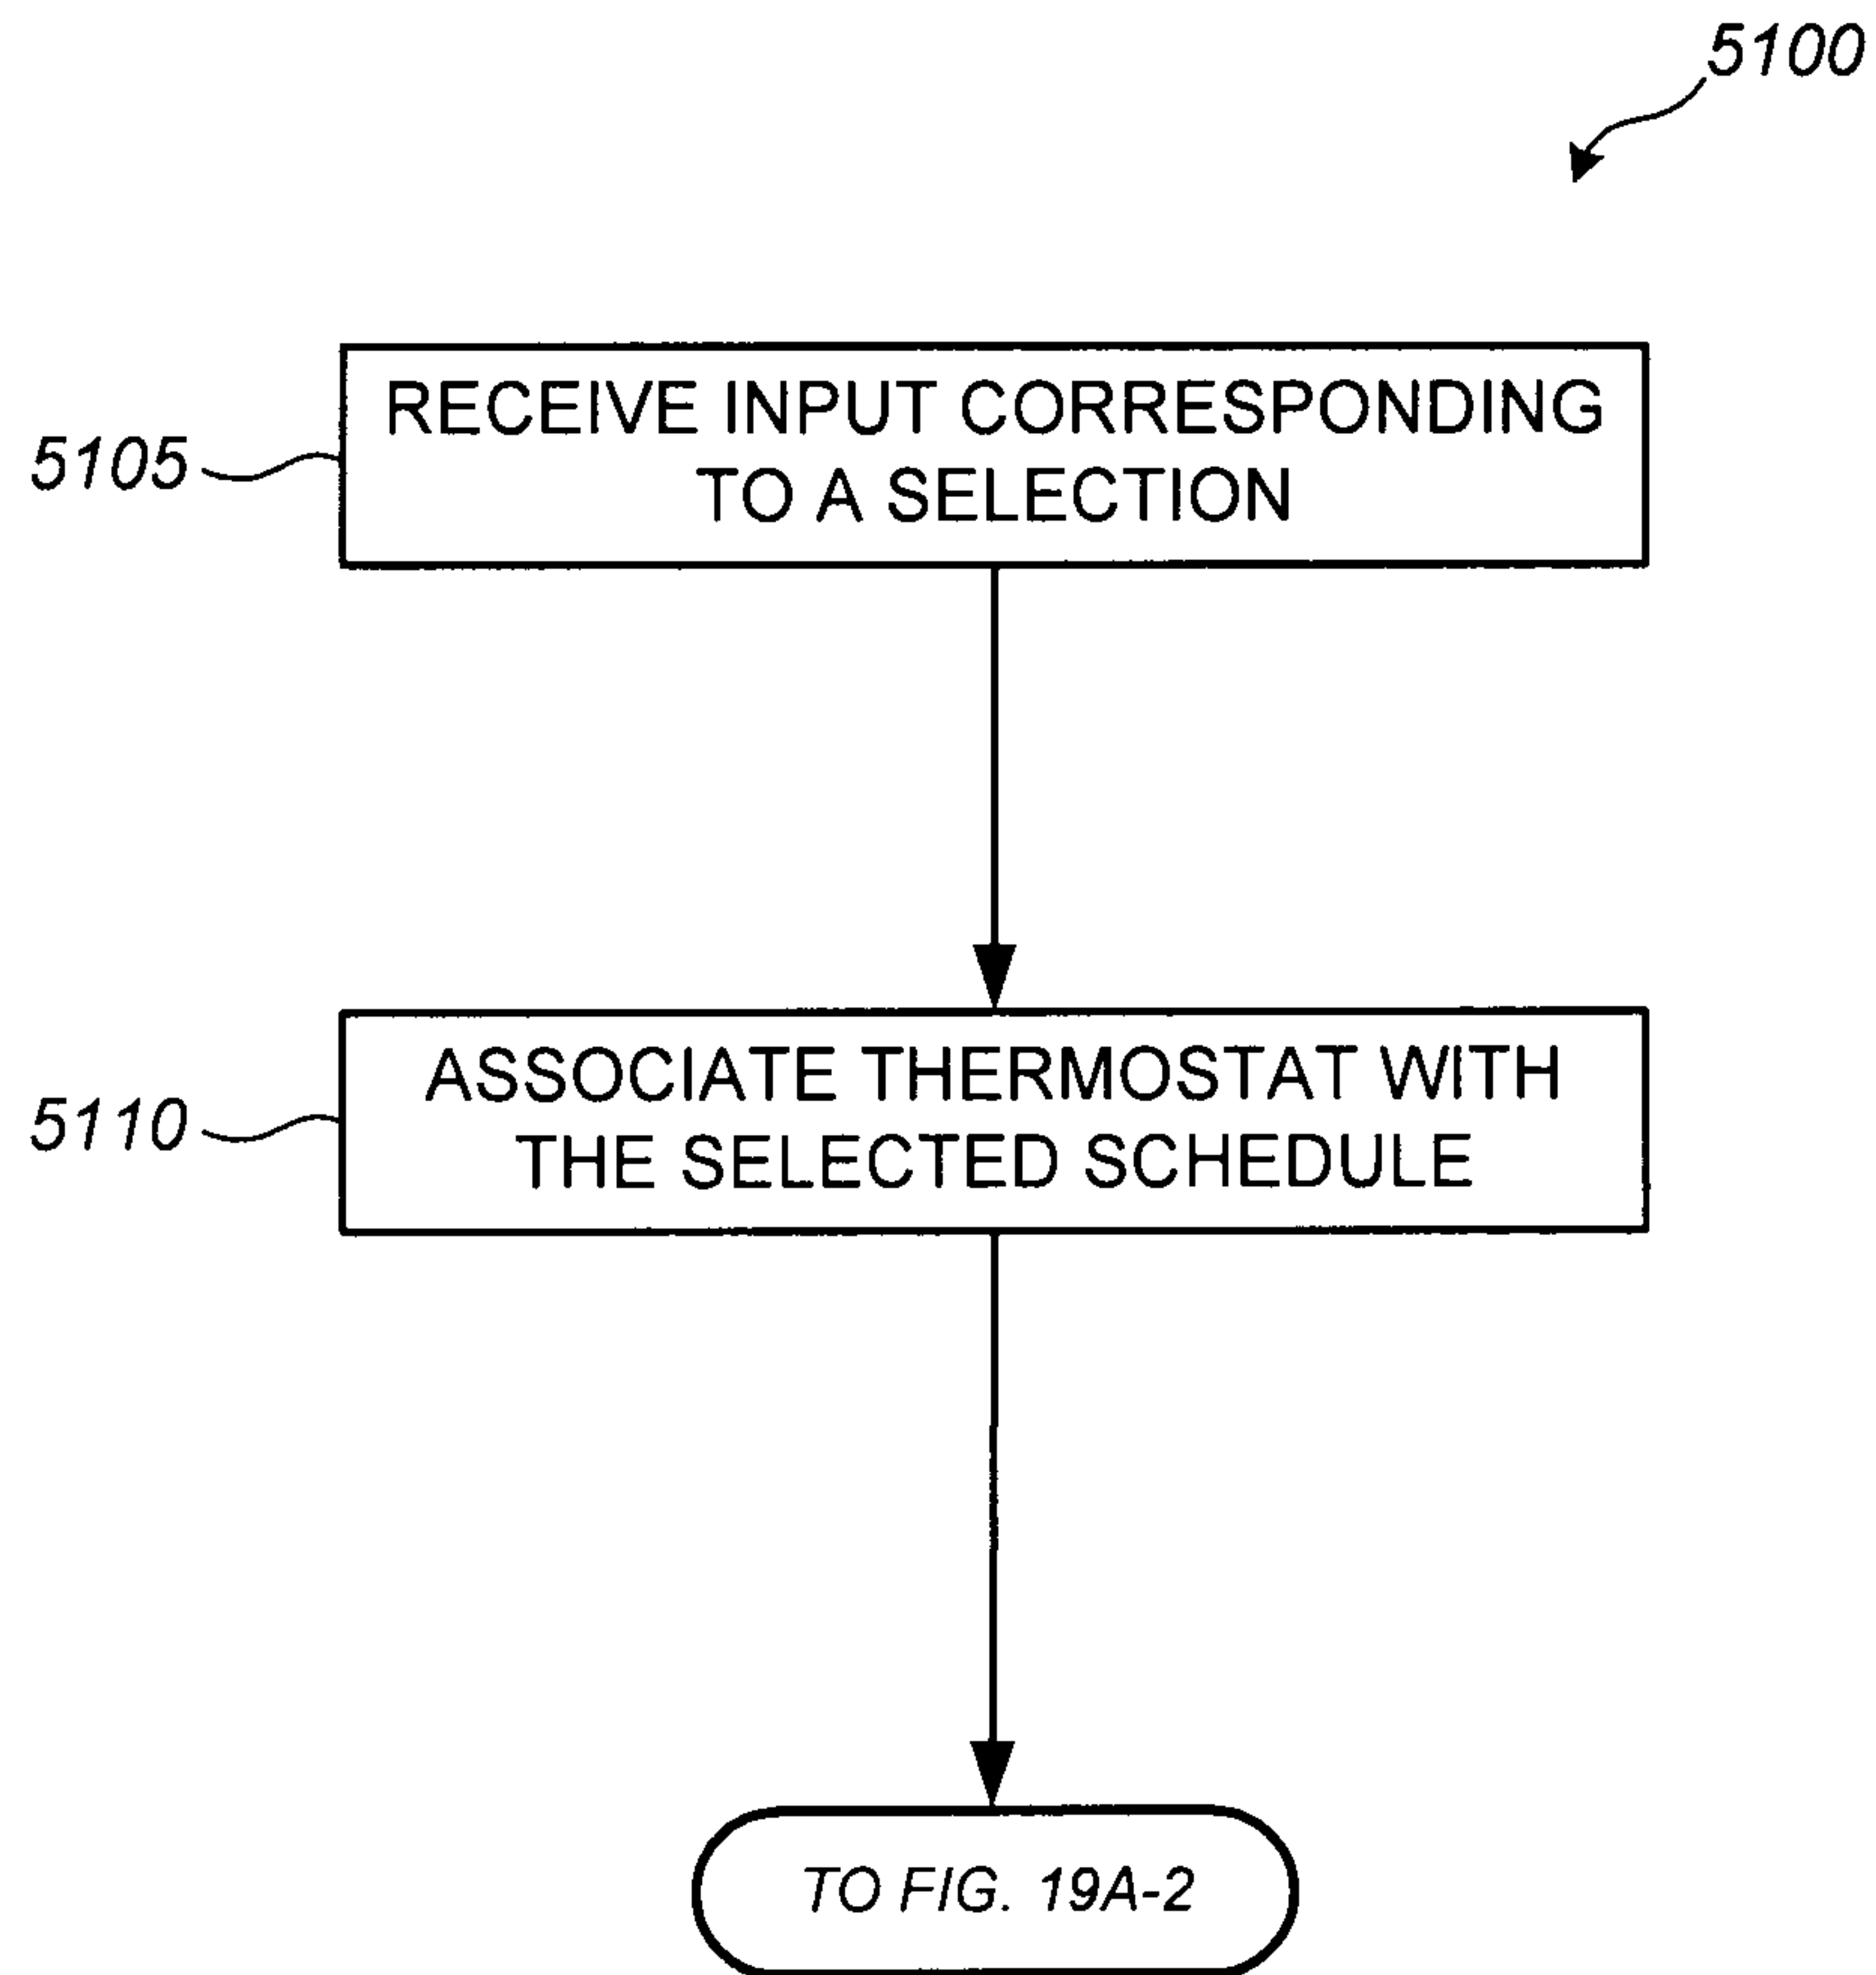 5100
RECEIVE INPUT CORRESPONDING
TO A SELECTION
5105
ASSOCIATE THERMOSTAT WITH
THE SELECTED SCHEDULE
5110
TO FIG. 19A-2